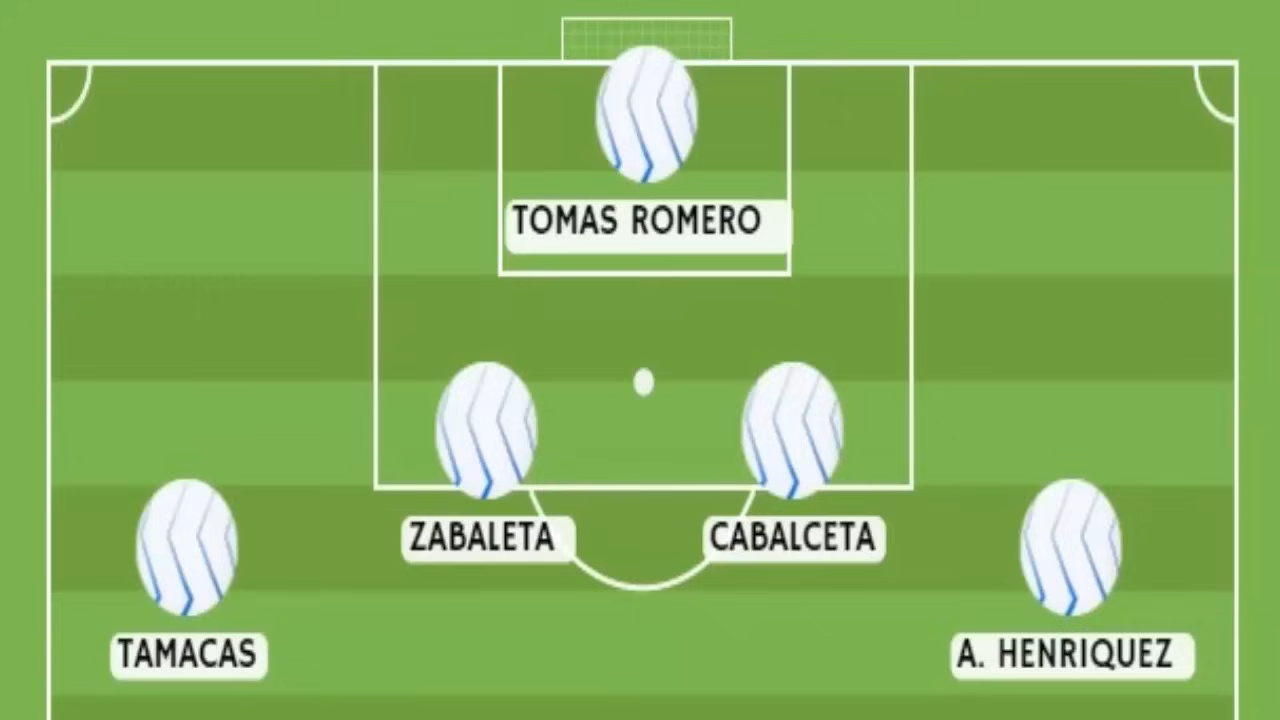 TOMAS ROMERO
ZABALETA
CABALCETA
TAMACAS
A. HENRIQUEZ